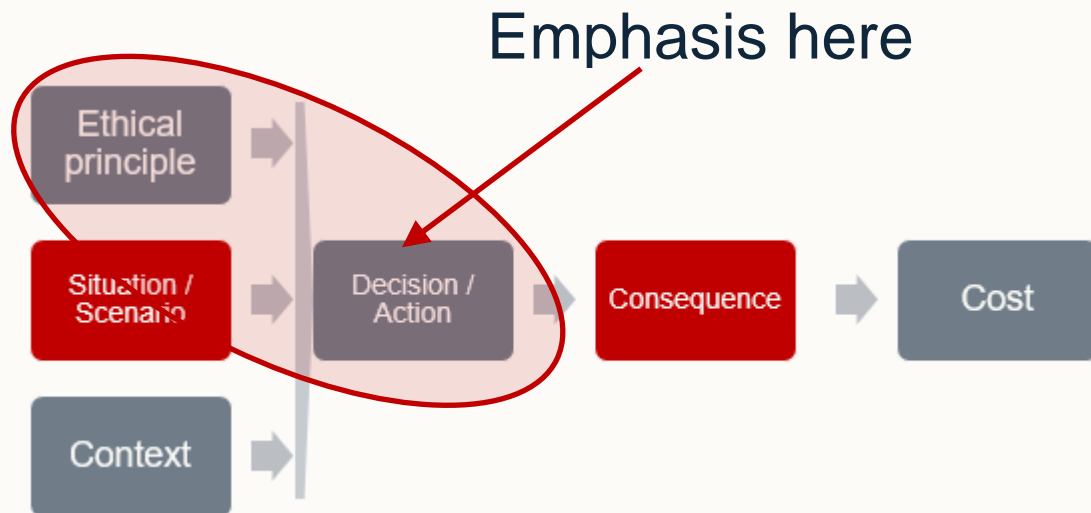 Emphasis here
Ethical
principle
Situation /
Scenario
Context
Decision /
Action
Consequence
Cost